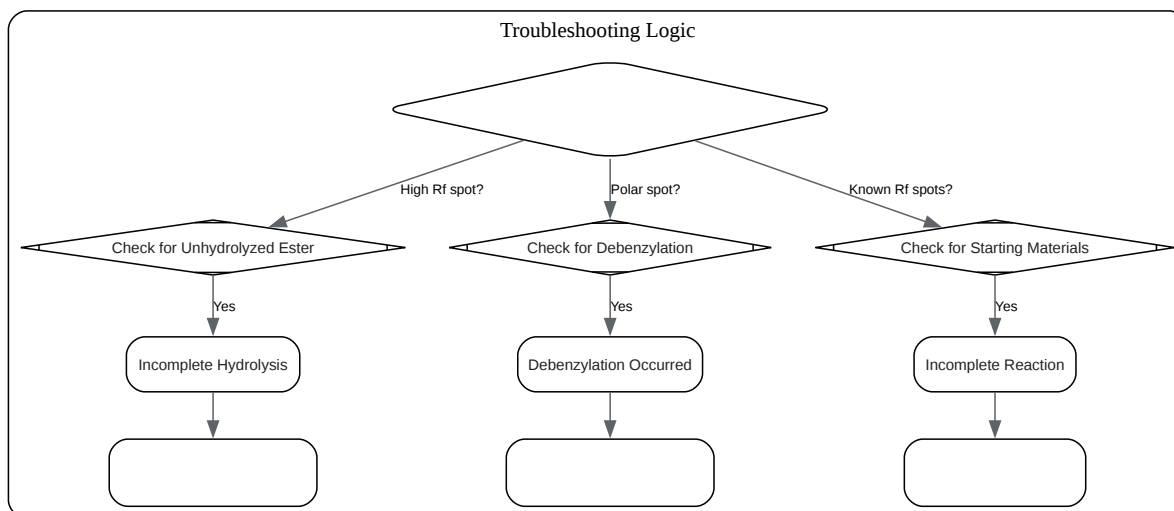 Troubleshooting Logic
High Rf spot?
Polar spot?
Known Rf spots?
Check for Unhydrolyzed Ester
Check for Debenzylation
Check for Starting Materials
Yes
Yes
Yes
Incomplete Hydrolysis
Debenzylation Occurred
Incomplete Reaction